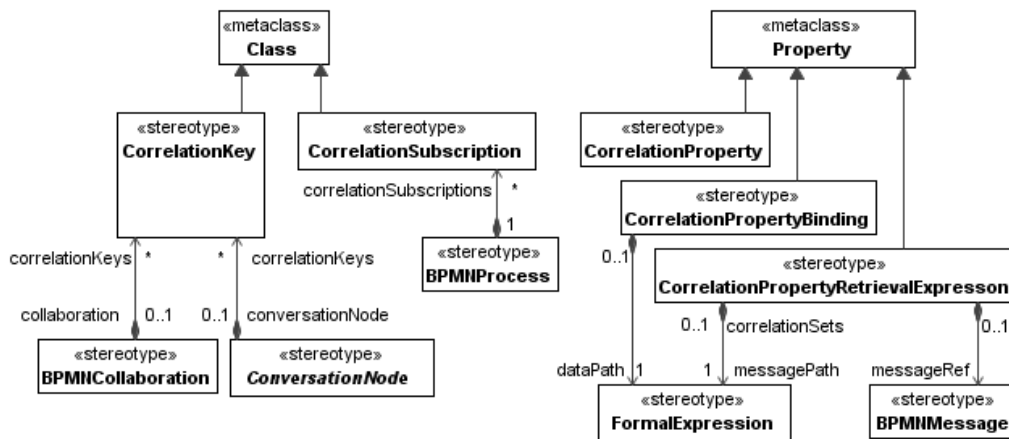 «metaclass»
Class
«metaclass»
Property
«stereotype»
CorrelationKey
«stereotype»
CorrelationSubscription
«stereotype»
CorrelationProperty
correlationSubscriptions
*
1
«stereotype»
CorrelationPropertyBinding
«stereotype»
BPMNProcess
0..1
«stereotype»
CorrelationPropertyRetrievalExpresson
correlationKeys
*
*
correlationKeys
collaboration
0..1
0..1
conversationNode
0..1
correlationSets
0..1
«stereotype»
BPMNCollaboration
«stereotype»
ConversationNode
dataPath
1
1
messagePath
messageRef
«stereotype»
FormalExpression
«stereotype»
BPMNMessage